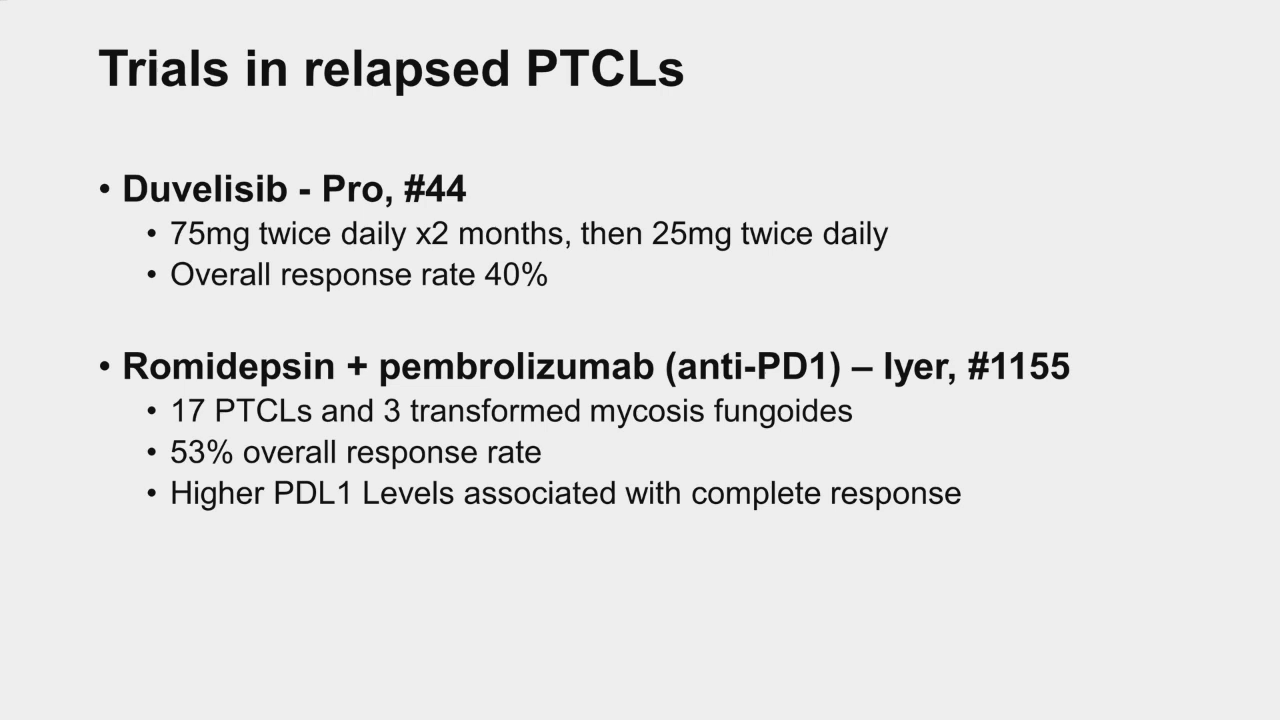 Trials in relapsed PTCLs
• Duvelisib - Pro, #44
• 75mg twice daily x2 months, then 25mg twice daily
• Overall response rate 40%
• Romidepsin + pembrolizumab (anti-PD1) – Iyer, #1155
• 17 PTCLs and 3 transformed mycosis fungoides
• 53% overall response rate
• Higher PDL1 Levels associated with complete response